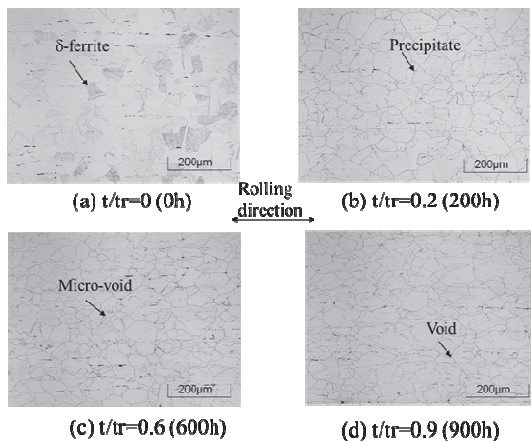 δ-ferrite
200μm
(a) t/tr=0 (0h)
Precipitate
200μm
(b) t/tr=0.2 (200h)
Rolling
direction
Micro-void
200μm
(c) t/tr=0.6 (600h)
Void
200μm
(d) t/tr=0.9 (900h)